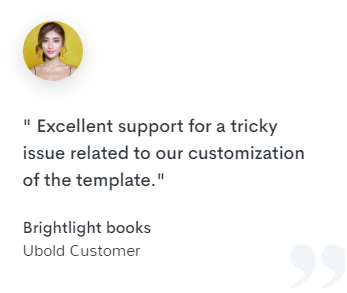 " Excellent support for a tricky
issue related to our customization
of the template."
Brightlight books
Ubold Customer